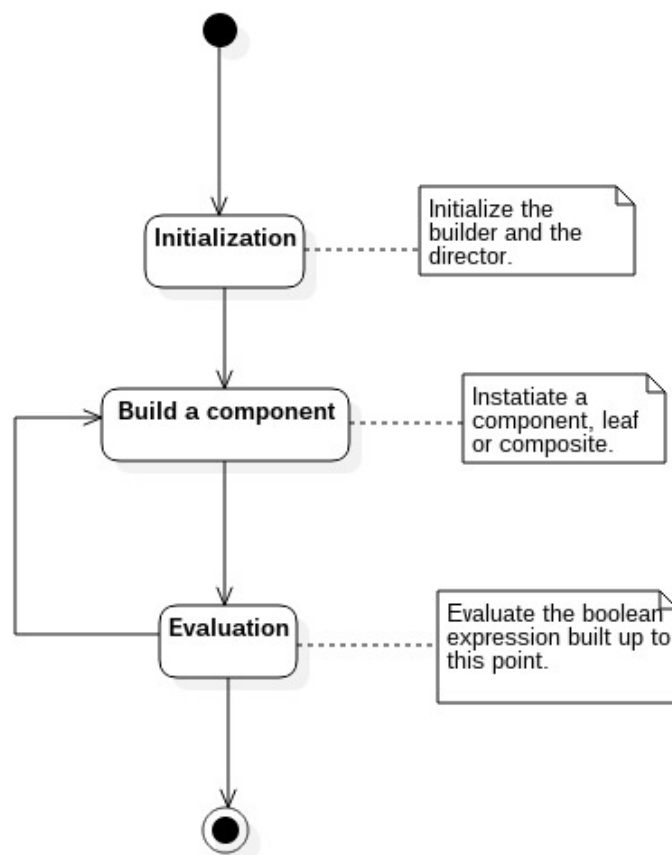 Initialization
Initialize the
builder and the
director.
Build a component
Instatiate a
component, leaf
or composite.
Evaluation
Evaluate the boolean
expression built up to
this point.